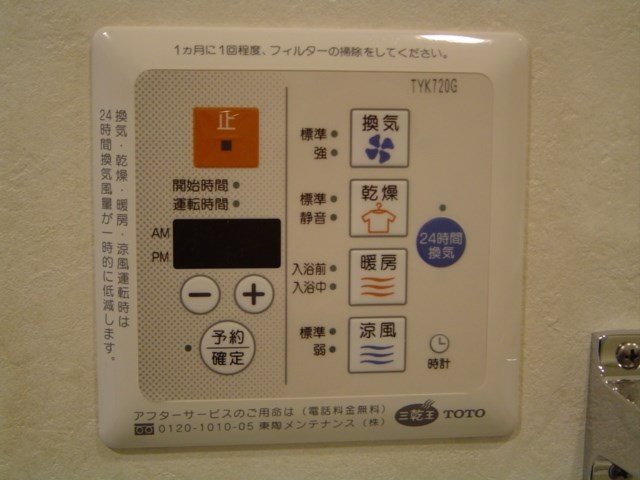 1ヵ月に1回程度、フィルターの掃除をしてください。
TYK720G
換気・乾燥・暖房・涼風運転時は
24時間換気風量が一時的に低減します。
正
開始時間
運転時間
AM
PM
予約
確定
標準
強
換気
標準
静音
乾燥
入浴前
入浴中
暖房
標準
弱
涼風
24時間
換気
時計
アフターサービスのご用品は（電話料金無料）
0120-1010-05 東陶メンテナンス（株）
三乾王 TOTO